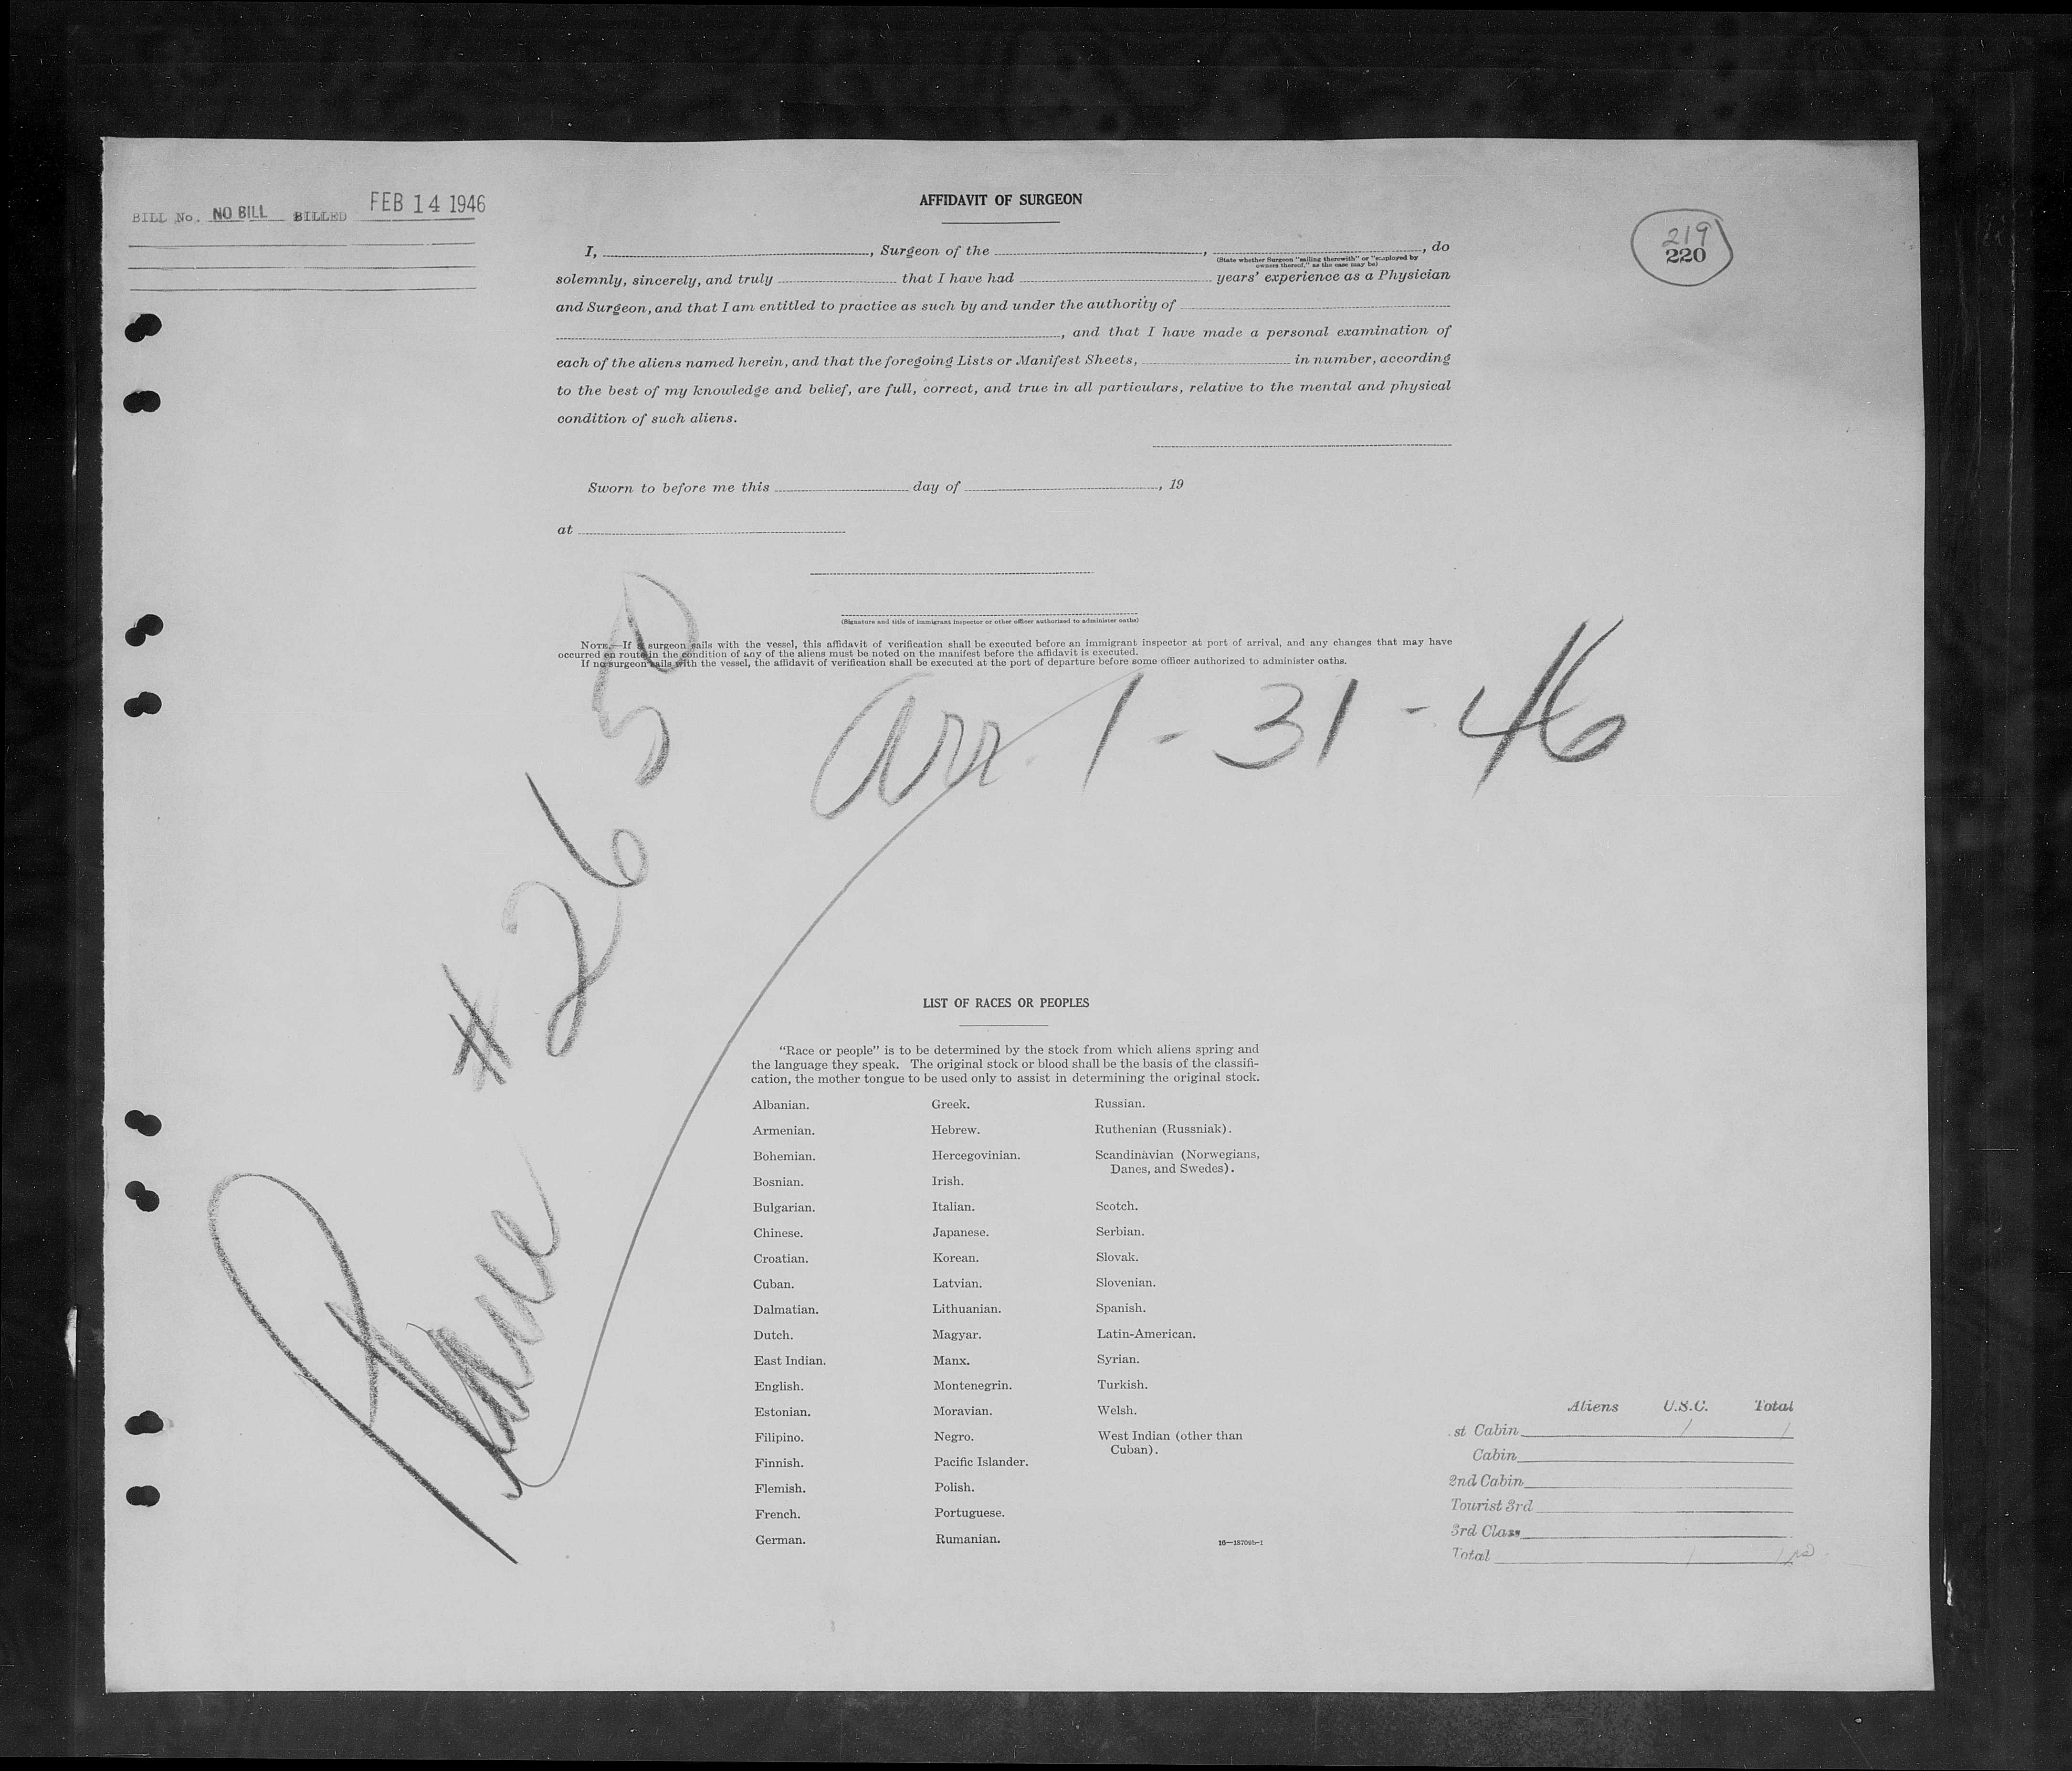 BILL No. NO BILL BILLED FEB 14 1946
AFFIDAVIT OF SURGEON
219
220
I, , Surgeon of the , , do
(State whether Surgeon "sailing therewith" or "employed by
owners thereof," as the case may be)
solemnly, sincerely, and truly that I have had years' experience as a Physician
and Surgeon, and that I am entitled to practice as such by and under the authority of
, and that I have made a personal examination of
each of the aliens named herein, and that the foregoing Lists or Manifest Sheets, in number, according
to the best of my knowledge and belief, are full, correct, and true in all particulars, relative to the mental and physical
condition of such aliens.
Sworn to before me this day of , 19
at
(Signature and title of immigrant inspector or other officer authorized to administer oaths)
NOTE.—If a surgeon sails with the vessel, this affidavit of verification shall be executed before an immigrant inspector at port of arrival, and any changes that may have
occurred en route in the condition of any of the aliens must be noted on the manifest before the affidavit is executed.
If no surgeon sails with the vessel, the affidavit of verification shall be executed at the port of departure before some officer authorized to administer oaths.
Plane #2650
arr. 1-31-46
LIST OF RACES OR PEOPLES
"Race or people" is to be determined by the stock from which aliens spring and
the language they speak. The original stock or blood shall be the basis of the classifi-
cation, the mother tongue to be used only to assist in determining the original stock.
Albanian.
Armenian.
Bohemian.
Bosnian.
Bulgarian.
Chinese.
Croatian.
Cuban.
Dalmatian.
Dutch.
East Indian.
English.
Estonian.
Filipino.
Finnish.
Flemish.
French.
German.
Greek.
Hebrew.
Hercegovinian.
Irish.
Italian.
Japanese.
Korean.
Latvian.
Lithuanian.
Magyar.
Manx.
Montenegrin.
Moravian.
Negro.
Pacific Islander.
Polish.
Portuguese.
Rumanian.
Russian.
Ruthenian (Russniak).
Scandinavian (Norwegians,
Danes, and Swedes).
Scotch.
Serbian.
Slovak.
Slovenian.
Spanish.
Latin-American.
Syrian.
Turkish.
Welsh.
West Indian (other than
Cuban).
16—15709b-1
Aliens U.S.C. Total
st Cabin 1 1
Cabin
2nd Cabin
Tourist 3rd
3rd Class
Total 1 1